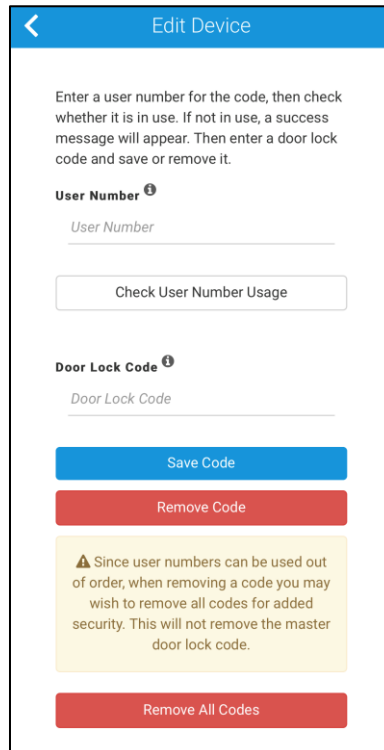 Edit Device
Enter a user number for the code, then check
whether it is in use. If not in use, a success
message will appear. Then enter a door lock
code and save or remove it.
User Number
User Number
Check User Number Usage
Door Lock Code
Door Lock Code
Save Code
Remove Code
Since user numbers can be used out
of order, when removing a code you may
wish to remove all codes for added
security. This will not remove the master
door lock code.
Remove All Codes